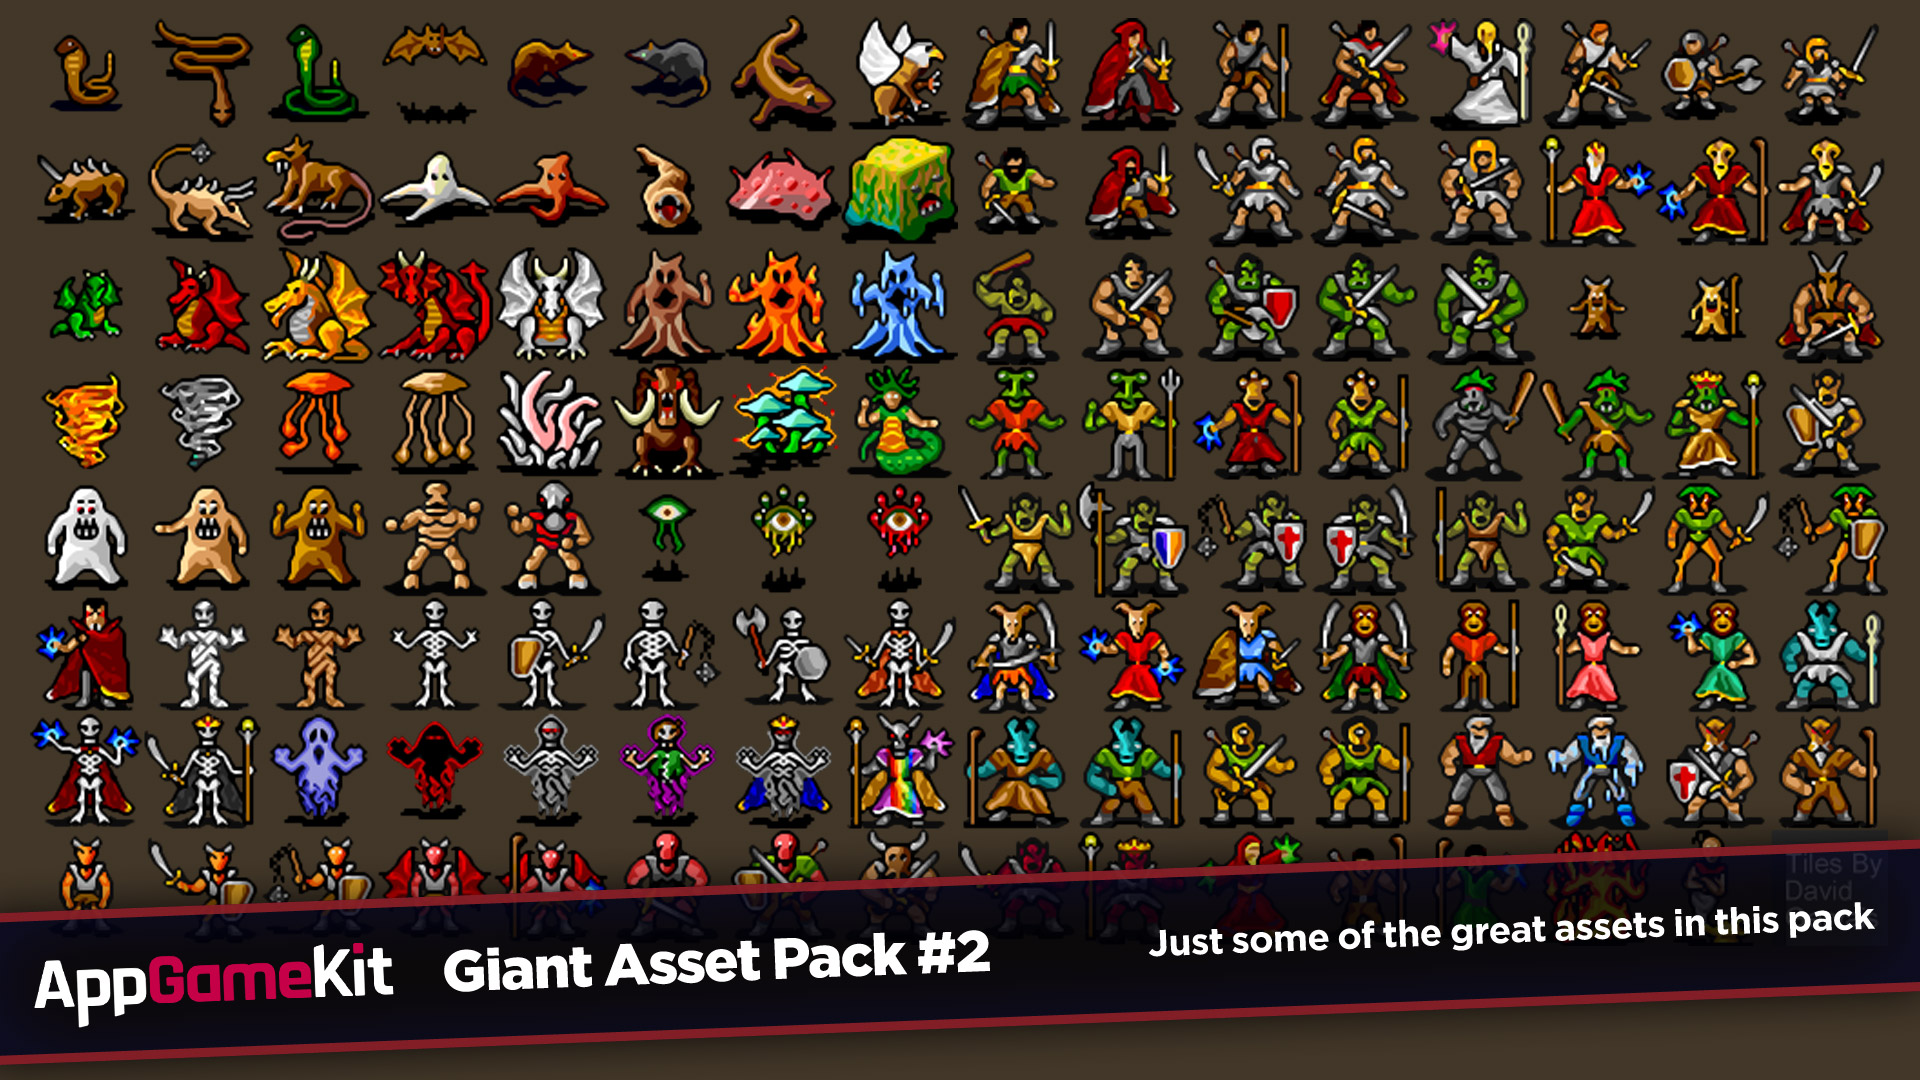 Tiles By
David
AppGameKit
Giant Asset Pack #2
Just some of the great assets in this pack